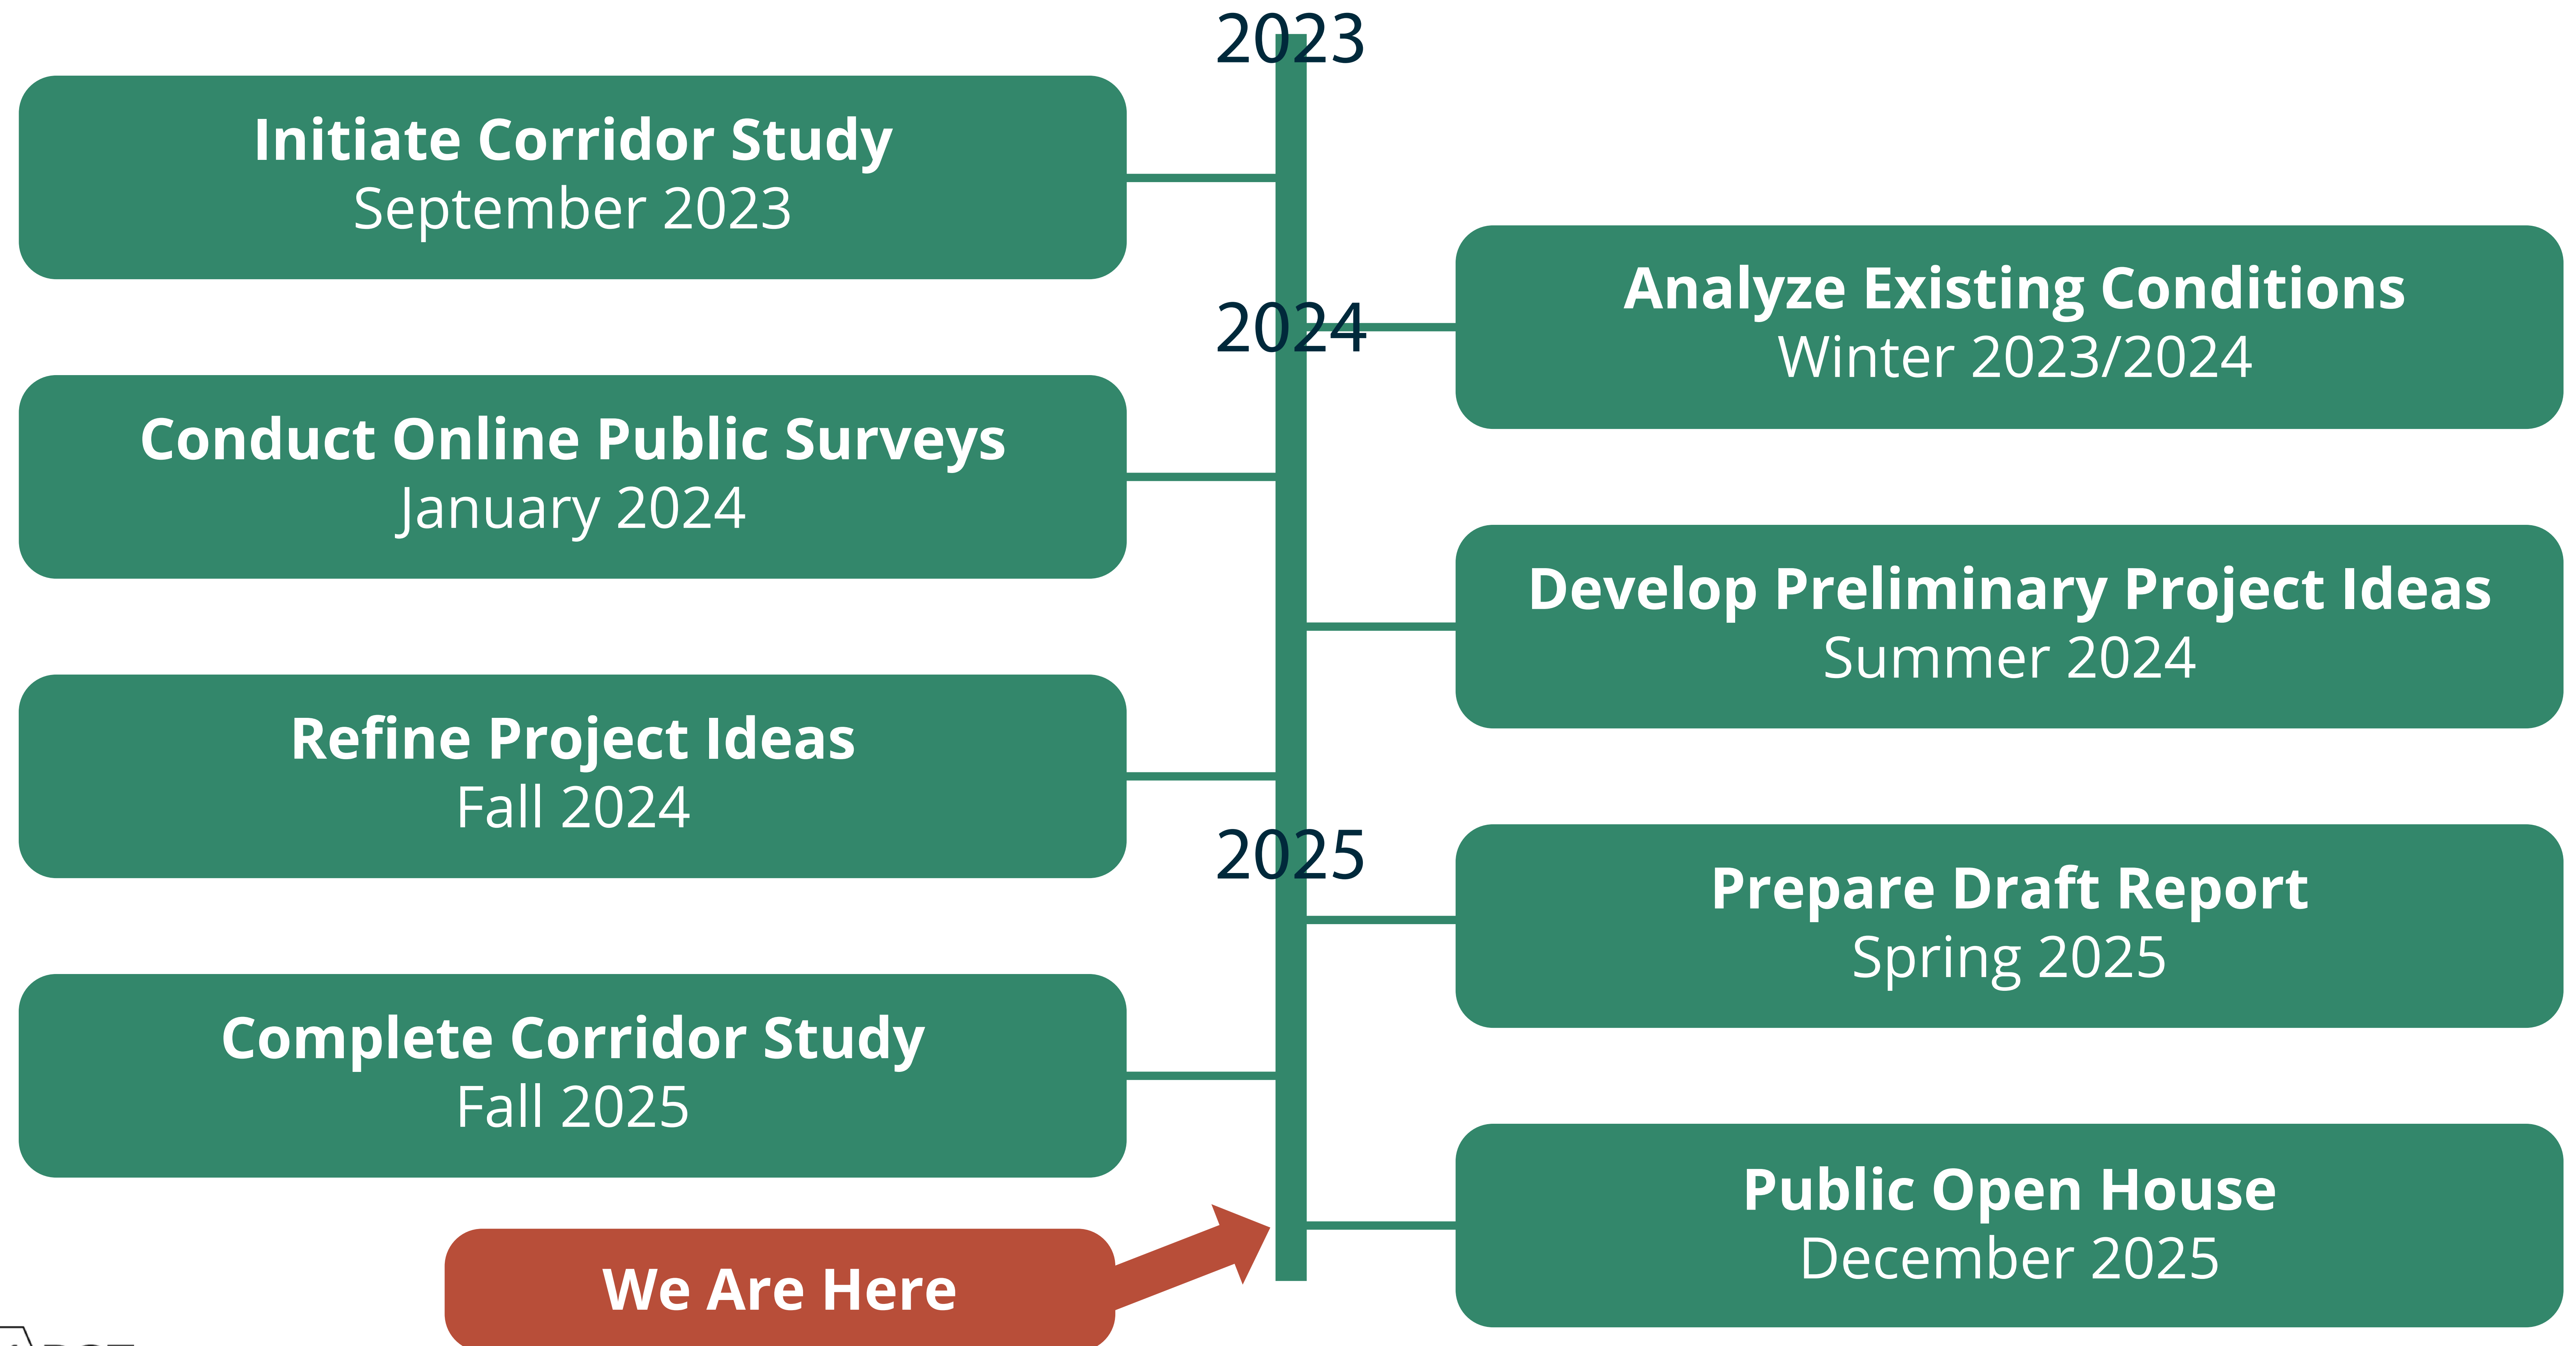 2023
Initiate Corridor Study
September 2023
Analyze Existing Conditions
Winter 2023/2024
2024
Conduct Online Public Surveys
January 2024
Develop Preliminary Project Ideas
Summer 2024
Refine Project Ideas
Fall 2024
2025
Prepare Draft Report
Spring 2025
Complete Corridor Study
Fall 2025
Public Open House
December 2025
We Are Here